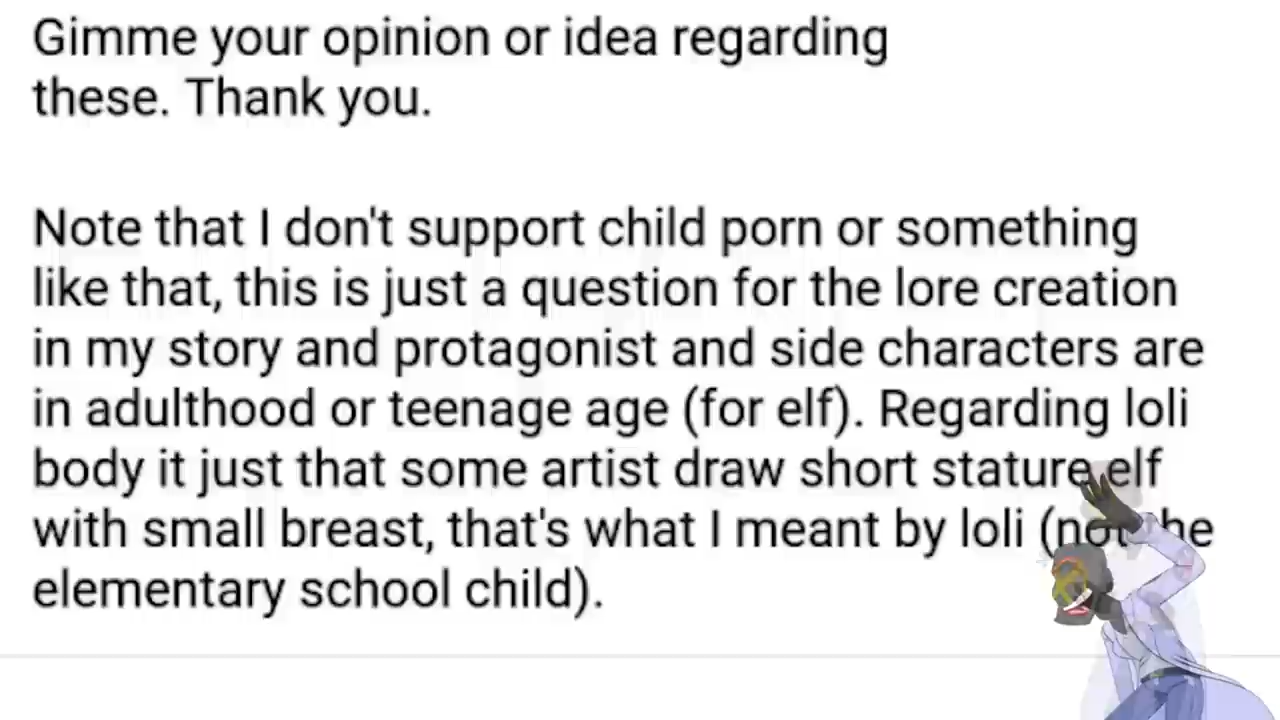 Gimme your opinion or idea regarding
these. Thank you.
Note that I don't support child porn or something
like that, this is just a question for the lore creation
in my story and protagonist and side characters are
in adulthood or teenage age (for elf). Regarding loli
body it just that some artist draw short stature elf
with small breast, that's what I meant by loli (not the
elementary school child).